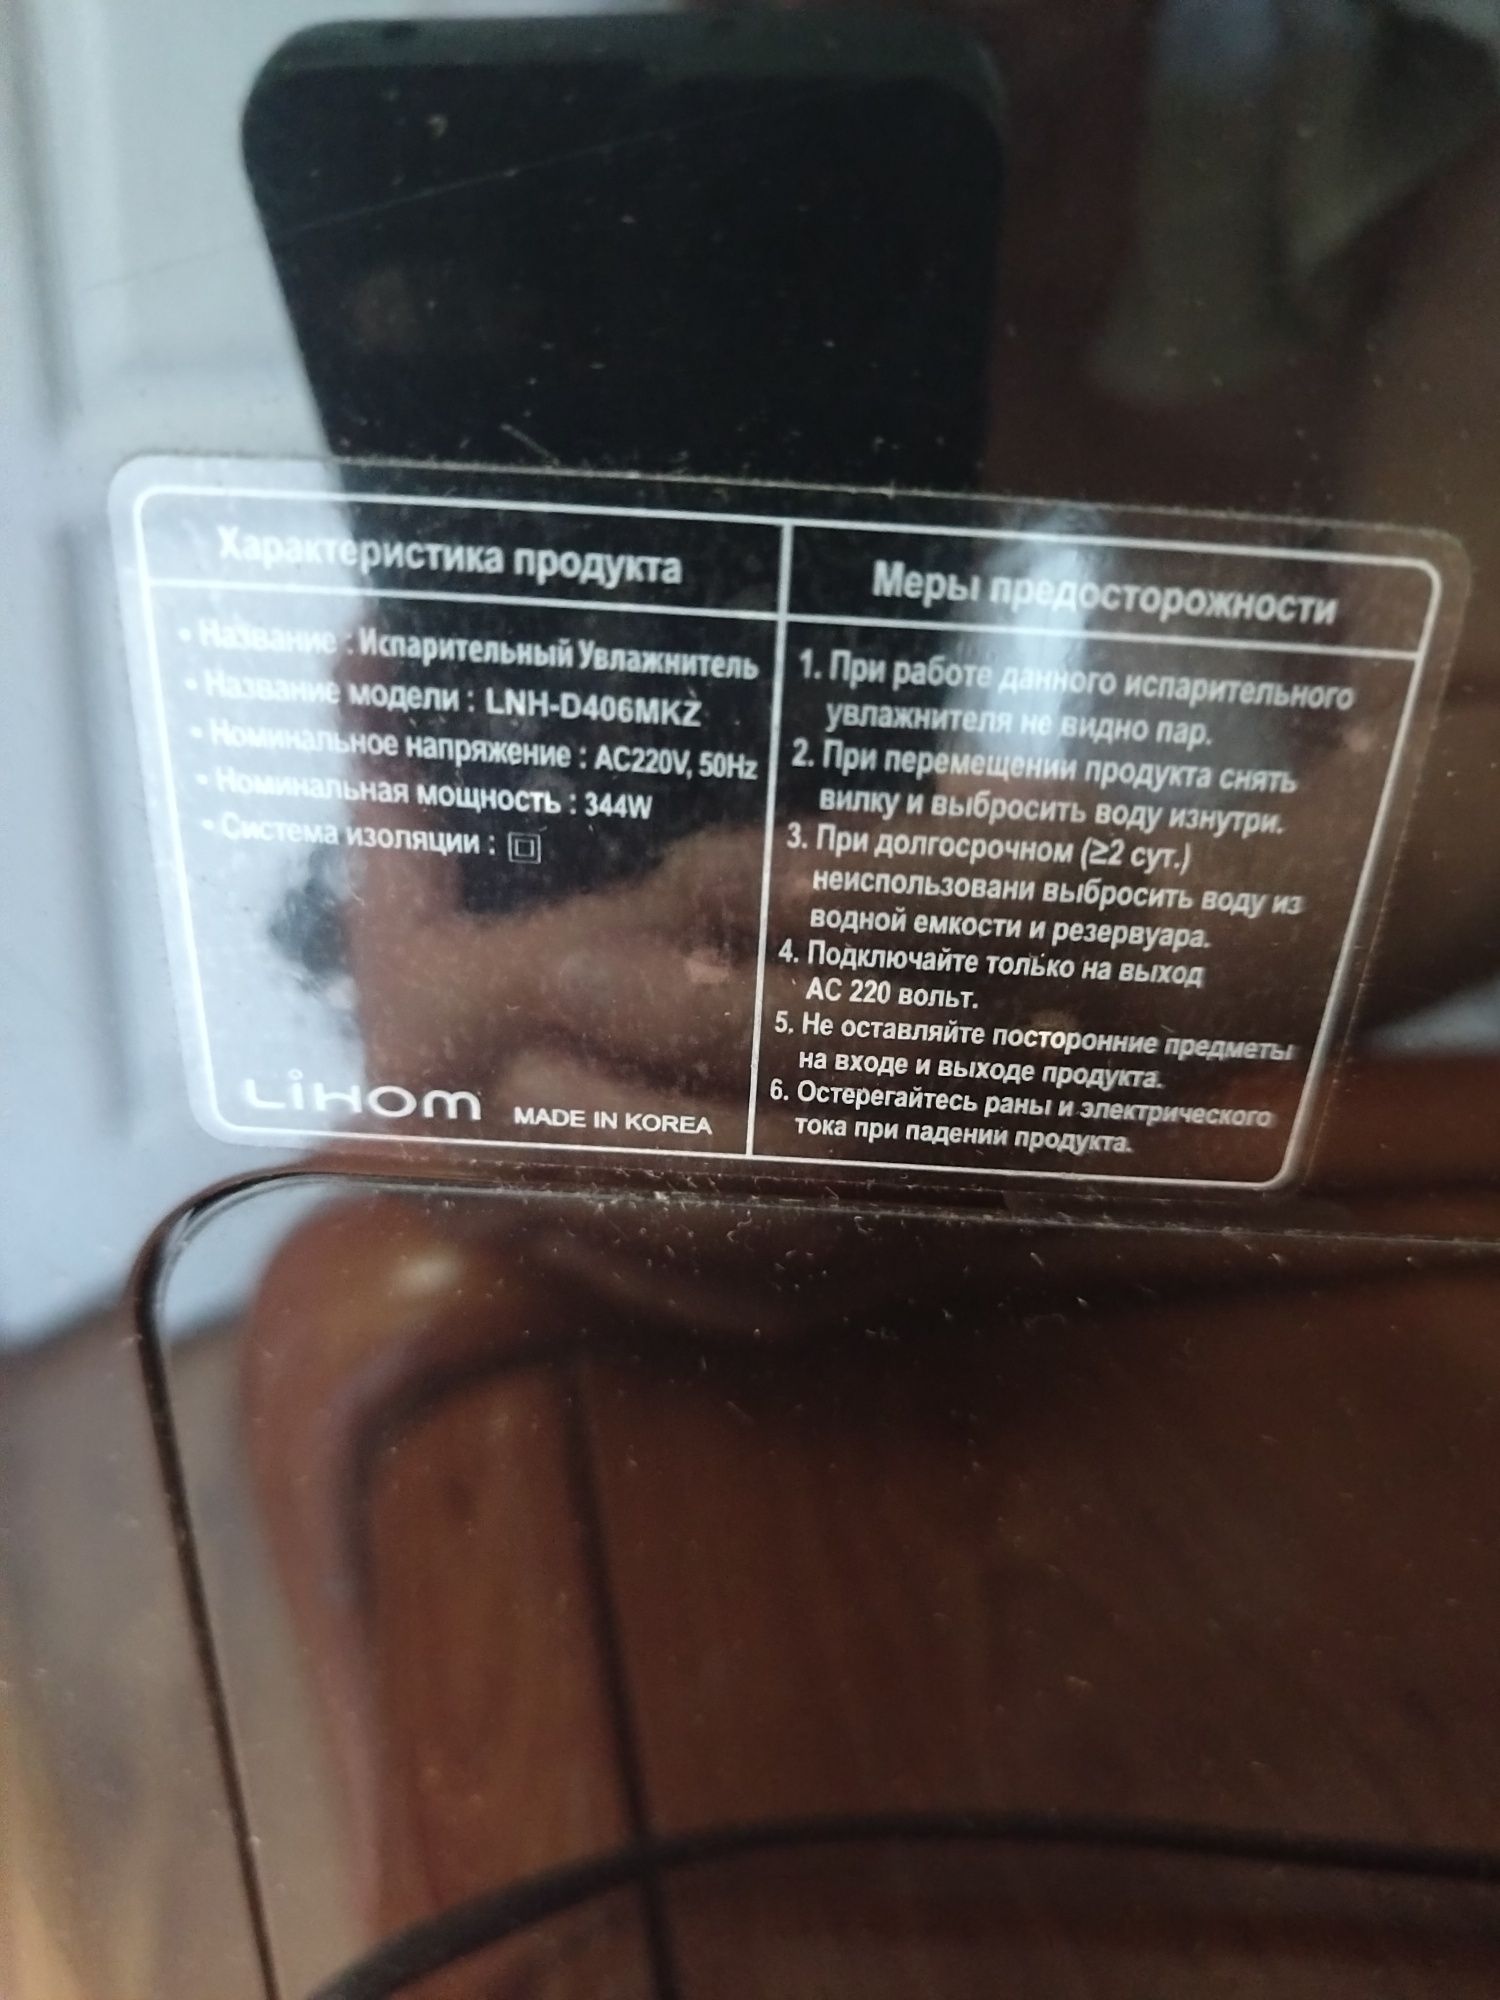 Характеристика продукта
• Название : Испарительный Увлажнитель
• Название модели : LNH-D406MKZ
• Номинальное напряжение : AC220V, 50Hz
• Номинальная мощность : 344W
• Система изоляции :
LiHOM MADE IN KOREA
Меры предосторожности
1. При работе данного испарительного
увлажнителя не видно пар.
2. При перемещении продукта снять
вилку и выбросить воду изнутри.
3. При долгосрочном (≥2 сут.)
неиспользовани выбросить воду из
водной емкости и резервуара.
4. Подключайте только на выход
AC 220 вольт.
5. Не оставляйте посторонние предметы
на входе и выходе продукта.
6. Остерегайтесь раны и электрического
тока при падении продукта.